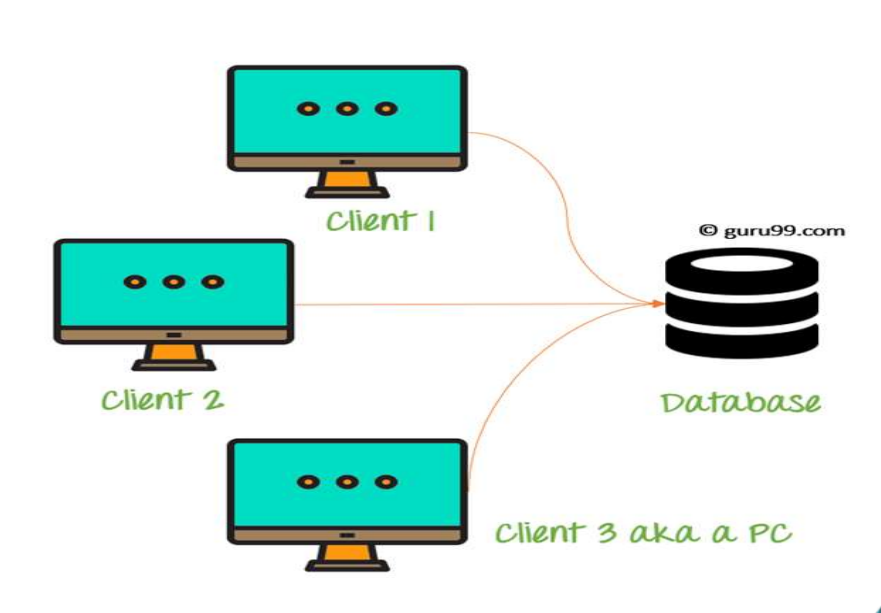 Client 1
© guru99.com
Client 2
Database
Client 3 aka a PC